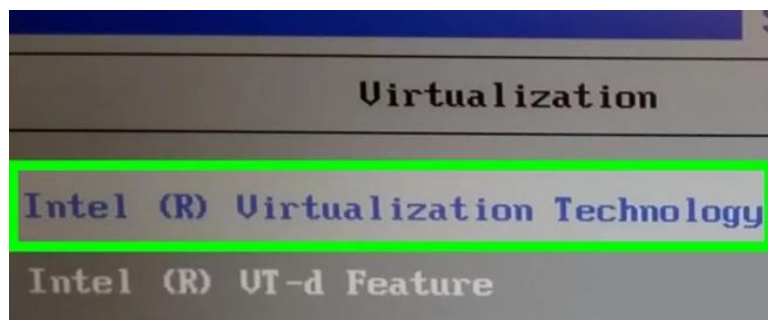 Virtualization
Intel (R) Virtualization Technology
Intel (R) VT-d Feature